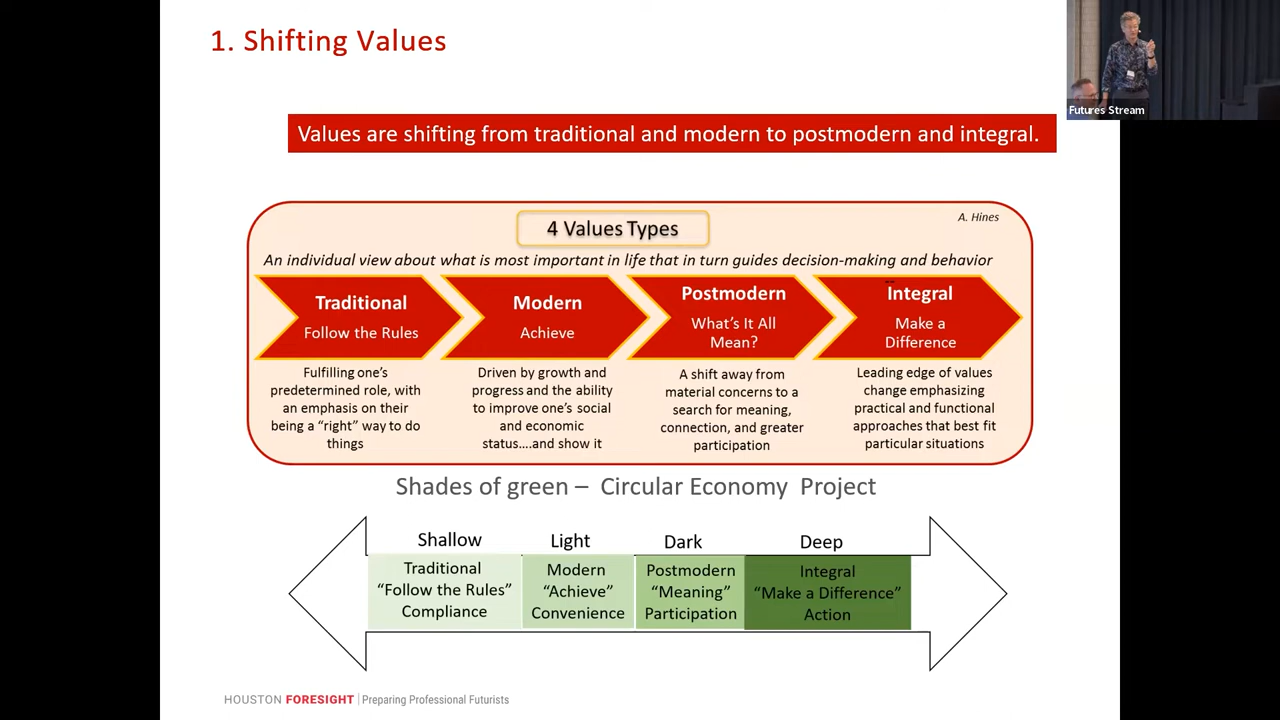 1. Shifting Values
Futures Stream
Values are shifting from traditional and modern to postmodern and integral.
4 Values Types
A. Hines
An individual view about what is most important in life that in turn guides decision-making and behavior
Traditional
Follow the Rules
Modern
Achieve
Postmodern
What's It All
Mean?
Integral
Make a
Difference
Fulfilling one's
predetermined role, with
an emphasis on their
being a “right” way to do
things
Driven by growth and
progress and the ability
to improve one's social
and economic
status....and show it
A shift away from
material concerns to a
search for meaning,
connection, and greater
participation
Leading edge of values
change emphasizing
practical and functional
approaches that best fit
particular situations
Shades of green – Circular Economy Project
Shallow
Light
Dark
Deep
Traditional
“Follow the Rules”
Compliance
Modern
“Achieve”
Convenience
Postmodern
“Meaning”
Participation
Integral
“Make a Difference”
Action
HOUSTON FORESIGHT | Preparing Professional Futurists